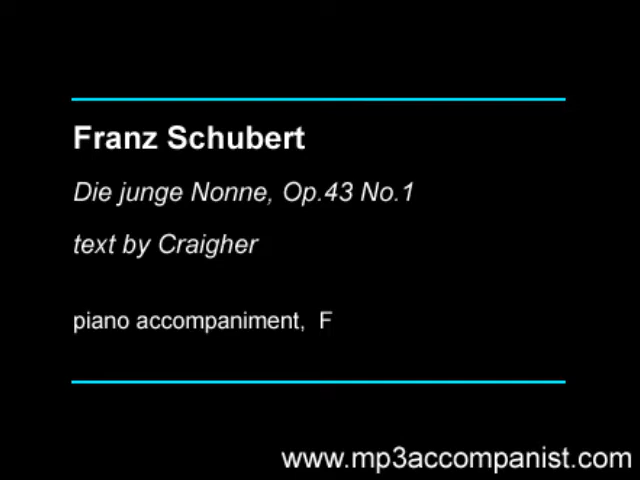 Franz Schubert
Die junge Nonne, Op.43 No.1
text by Craigher
piano accompaniment,  F
www.mp3accompanist.com